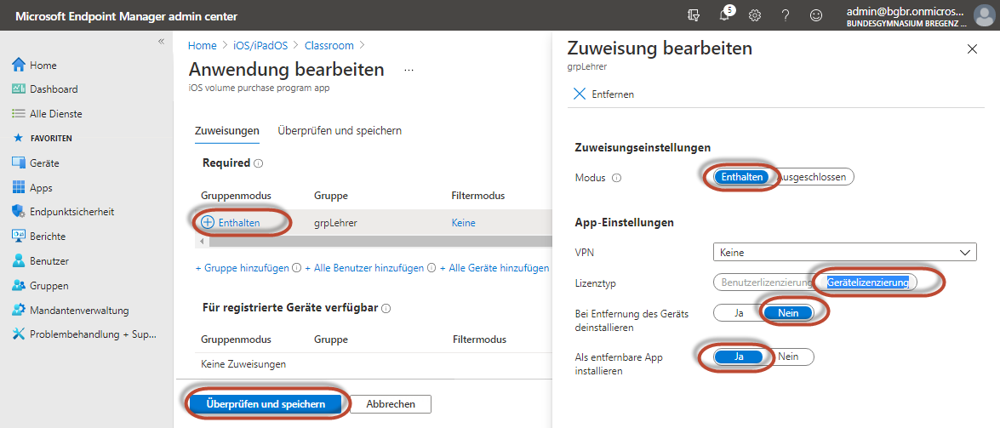 Microsoft Endpoint Manager admin center
5
admin@bgbr.onmicros...
BUNDESGYMNASIUM BREGENZ ...
«
Home
Dashboard
Alle Dienste
FAVORITEN
Geräte
Apps
Endpunktsicherheit
Berichte
Benutzer
Gruppen
Mandantenverwaltung
Problembehandlung + Sup...
Home > iOS/iPadOS > Classroom >
Anwendung bearbeiten ...
iOS volume purchase program app
Zuweisungen Überprüfen und speichern
Required
Gruppenmodus Gruppe Filtermodus
Enthalten grpLehrer Keine
+ Gruppe hinzufügen + Alle Benutzer hinzufügen + Alle Geräte hinzufügen
Für registrierte Geräte verfügbar
Gruppenmodus Gruppe Filtermodus
Keine Zuweisungen
Überprüfen und speichern Abbrechen
Zuweisung bearbeiten
grpLehrer
Entfernen
Zuweisungseinstellungen
Modus Enthalten Ausgeschlossen
App-Einstellungen
VPN Keine
Lizenztyp Benutzerlizenzierung Gerätelizenzierung
Bei Entfernung des Geräts deinstallieren Ja Nein
Als entfernbare App installieren Ja Nein